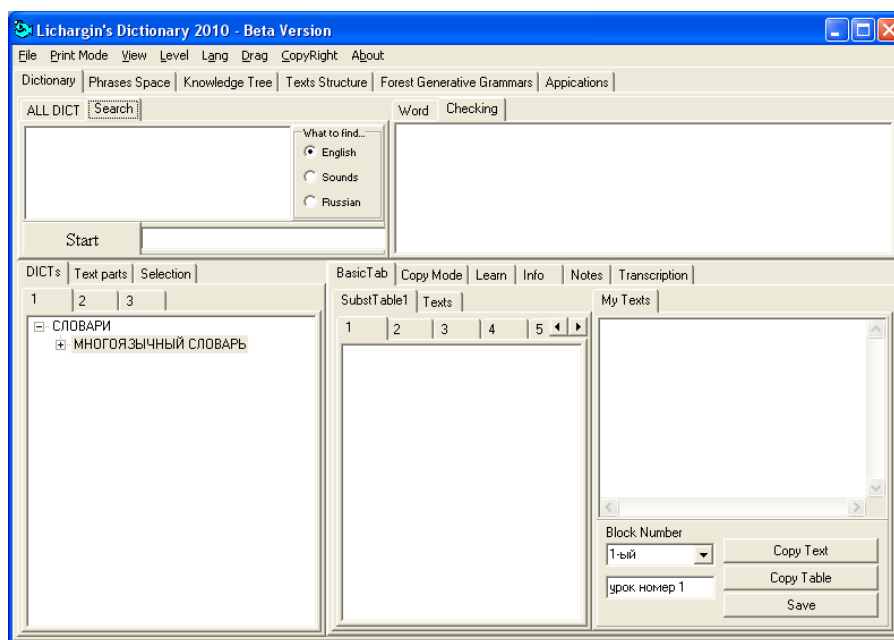 Lichargin's Dictionary 2010 - Beta Version
File Print Mode View Level Lang Drag CopyRight About
Dictionary Phrases Space Knowledge Tree Texts Structure Forest Generative Grammars Appications
ALL DICT Search
What to find...
English
Sounds
Russian
Start
Word Checking
DICTs Text parts Selection
1 2 3
СЛОВАРИ
МНОГОЯЗЫЧНЫЙ СЛОВАРЬ
BasicTab Copy Mode Learn Info Notes Transcription
SubstTable1 Texts
1 2 3 4 5
My Texts
Block Number
1-ый
урок номер 1
Copy Text
Copy Table
Save